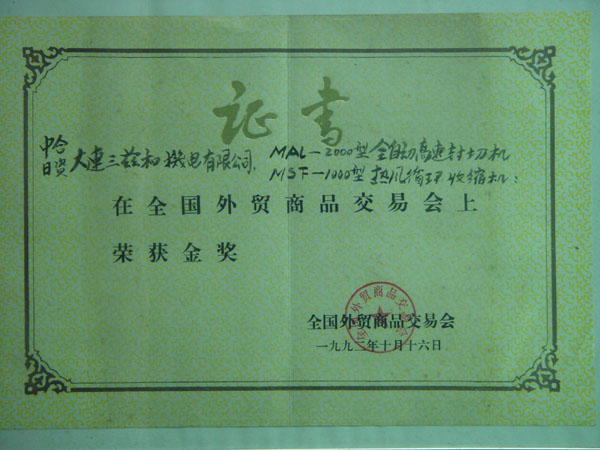 证书
中日合资 大连三兹和機电有限公司. MAL-2000型全自动高速封切机
MSF-1000型热风循环收缩机:
在全国外贸商品交易会上
荣获金奖
全国外贸商品交易会
一九九二年十月十六日